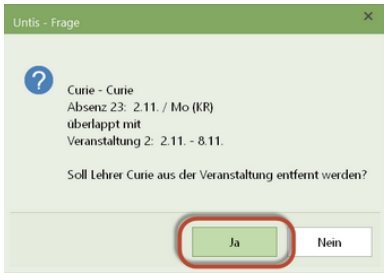 Untis - Frage
Curie - Curie
Absenz 23: 2.11. / Mo (KR)
überlappt mit
Veranstaltung 2: 2.11. - 8.11.
Soll Lehrer Curie aus der Veranstaltung entfernt werden?
Ja
Nein